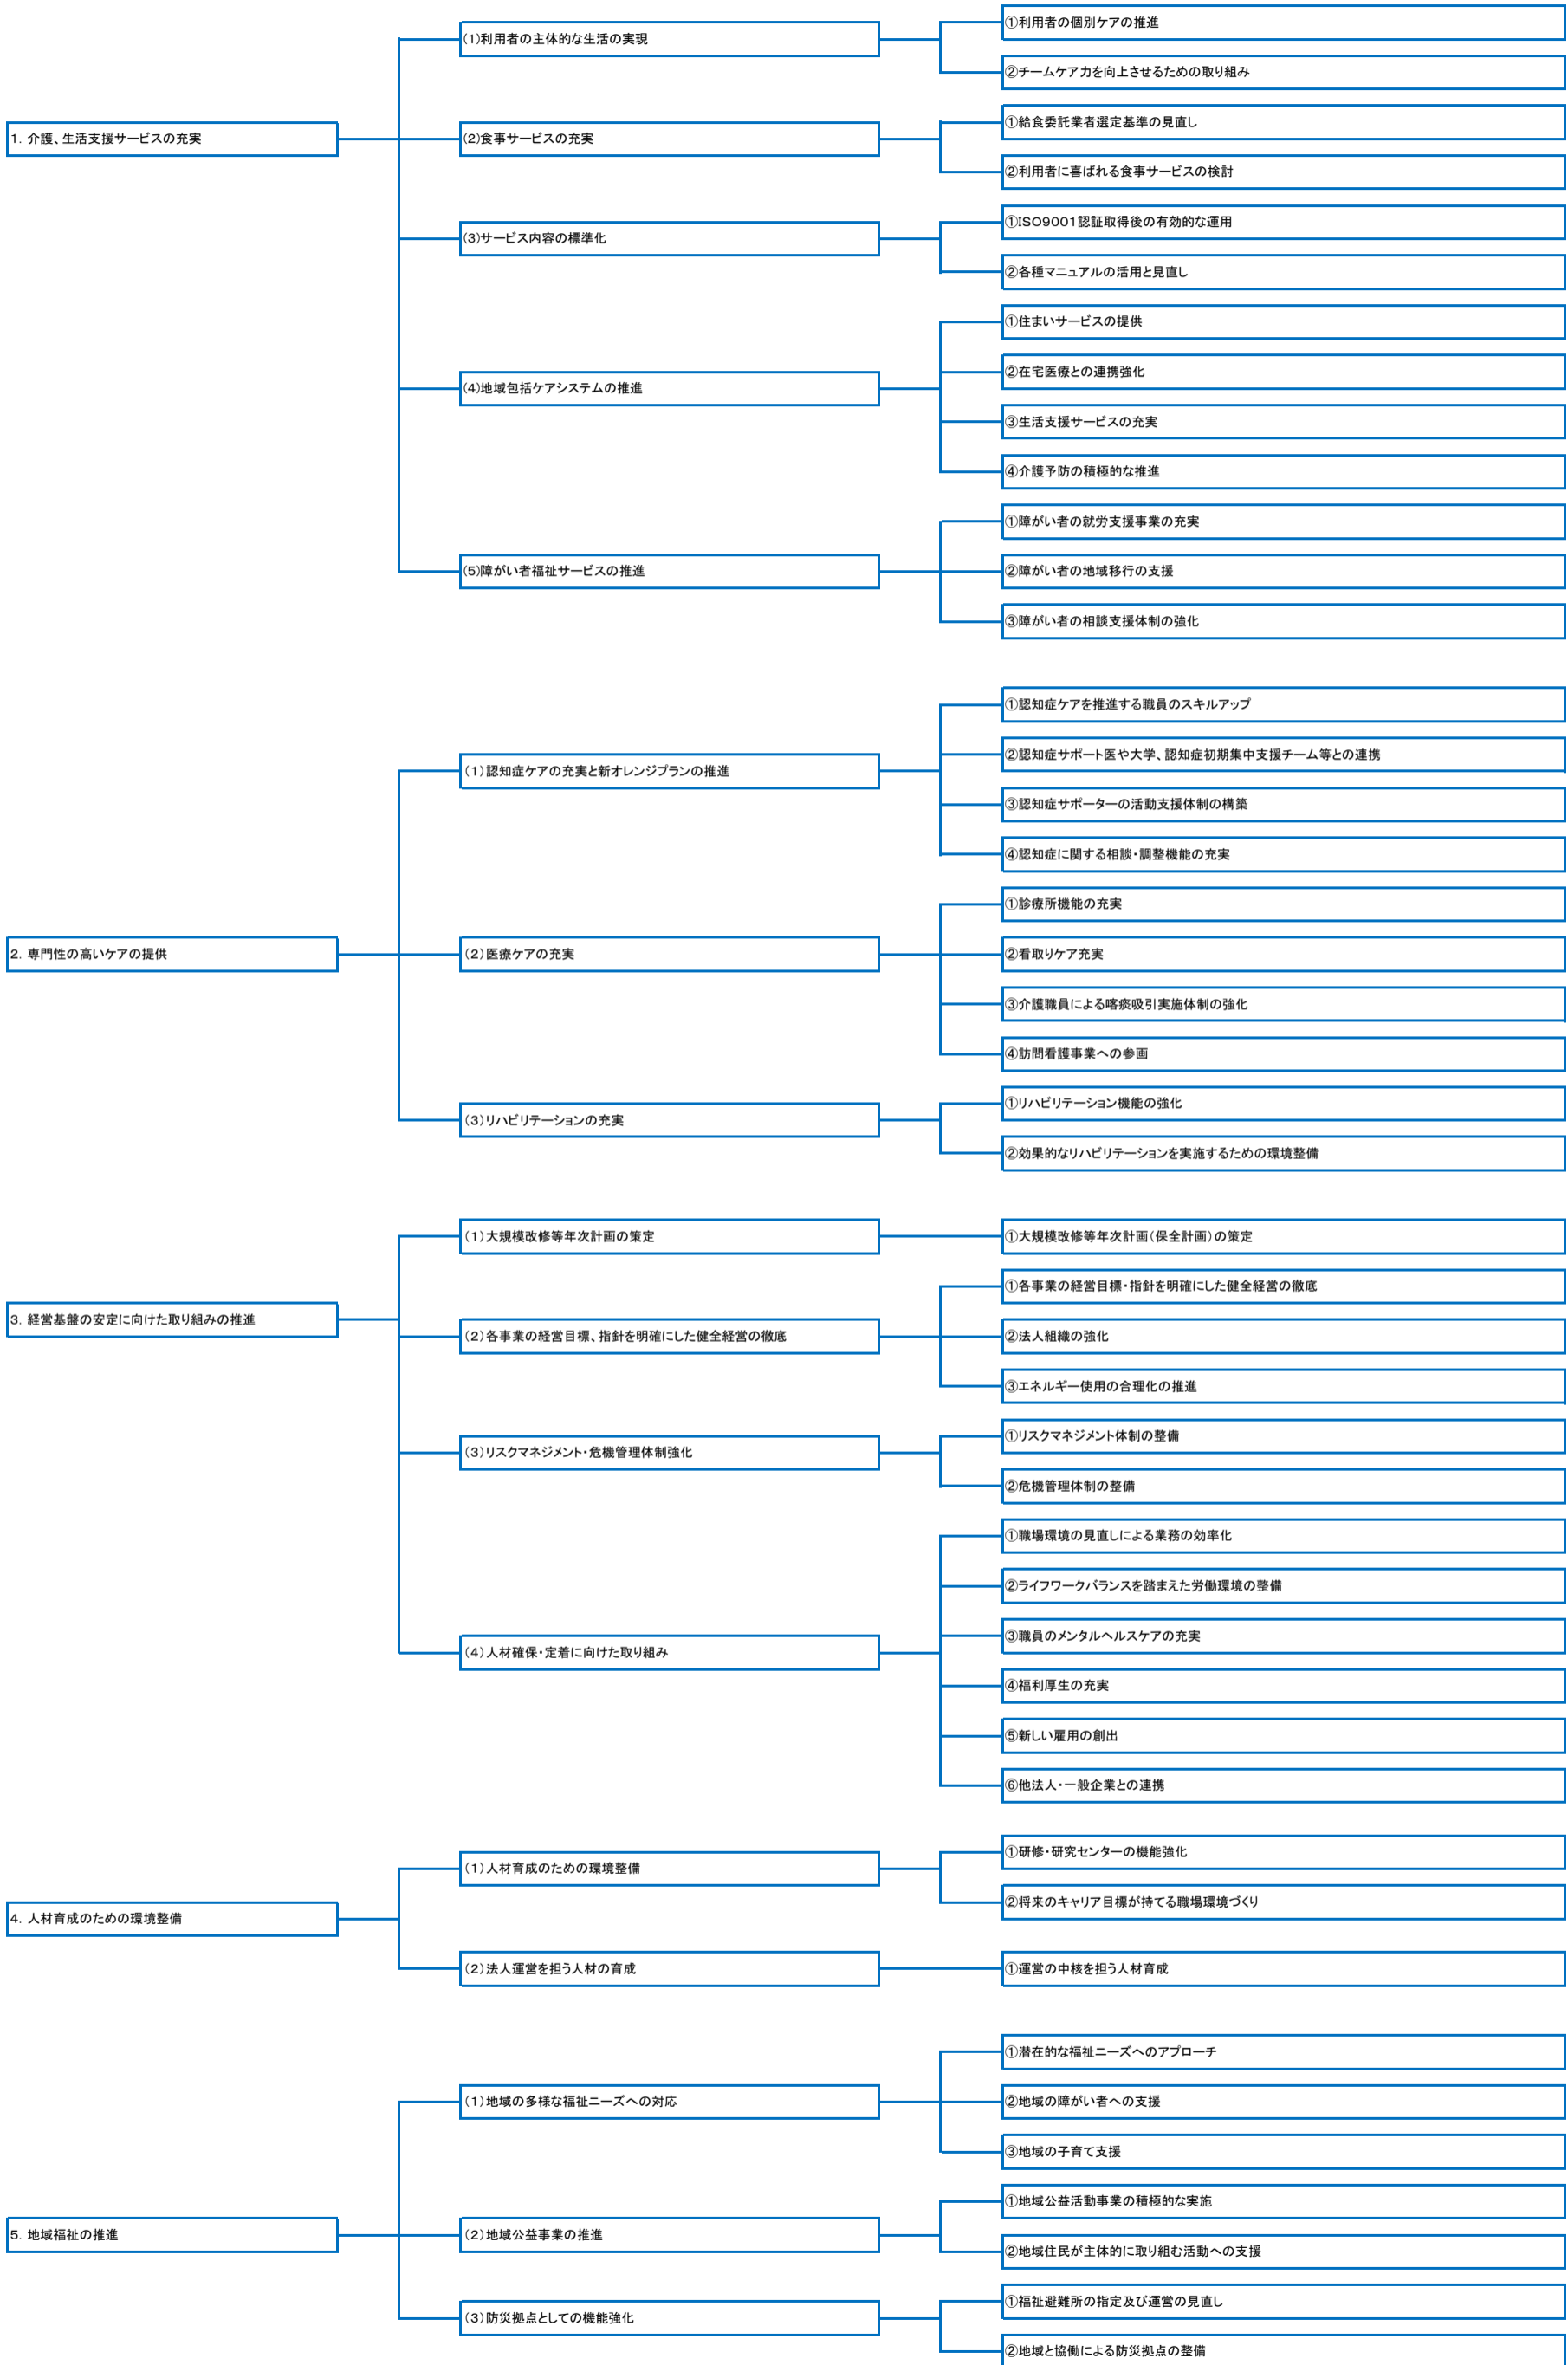 1．介護、生活支援サービスの充実
(1)利用者の主体的な生活の実現
①利用者の個別ケアの推進
②チームケア力を向上させるための取り組み
(2)食事サービスの充実
①給食委託業者選定基準の見直し
②利用者に喜ばれる食事サービスの検討
(3)サービス内容の標準化
①ISO9001認証取得後の有効的な運用
②各種マニュアルの活用と見直し
(4)地域包括ケアシステムの推進
①住まいサービスの提供
②在宅医療との連携強化
③生活支援サービスの充実
④介護予防の積極的な推進
(5)障がい者福祉サービスの推進
①障がい者の就労支援事業の充実
②障がい者の地域移行の支援
③障がい者の相談支援体制の強化
2．専門性の高いケアの提供
（1）認知症ケアの充実と新オレンジプランの推進
①認知症ケアを推進する職員のスキルアップ
②認知症サポート医や大学、認知症初期集中支援チーム等との連携
③認知症サポーターの活動支援体制の構築
④認知症に関する相談・調整機能の充実
（2）医療ケアの充実
①診療所機能の充実
②看取りケア充実
③介護職員による喀痰吸引実施体制の強化
④訪問看護事業への参画
（3）リハビリテーションの充実
①リハビリテーション機能の強化
②効果的なリハビリテーションを実施するための環境整備
3．経営基盤の安定に向けた取り組みの推進
（1）大規模改修等年次計画の策定
①大規模改修等年次計画（保全計画）の策定
（2）各事業の経営目標、指針を明確にした健全経営の徹底
①各事業の経営目標・指針を明確にした健全経営の徹底
②法人組織の強化
③エネルギー使用の合理化の推進
（3）リスクマネジメント・危機管理体制強化
①リスクマネジメント体制の整備
②危機管理体制の整備
（4）人材確保・定着に向けた取り組み
①職場環境の見直しによる業務の効率化
②ライフワークバランスを踏まえた労働環境の整備
③職員のメンタルヘルスケアの充実
④福利厚生の充実
⑤新しい雇用の創出
⑥他法人・一般企業との連携
4．人材育成のための環境整備
（1）人材育成のための環境整備
①研修・研究センターの機能強化
②将来のキャリア目標が持てる職場環境づくり
（2）法人運営を担う人材の育成
①運営の中核を担う人材育成
5．地域福祉の推進
（1）地域の多様な福祉ニーズへの対応
①潜在的な福祉ニーズへのアプローチ
②地域の障がい者への支援
③地域の子育て支援
（2）地域公益事業の推進
①地域公益活動事業の積極的な実施
②地域住民が主体的に取り組む活動への支援
（3）防災拠点としての機能強化
①福祉避難所の指定及び運営の見直し
②地域と協働による防災拠点の整備